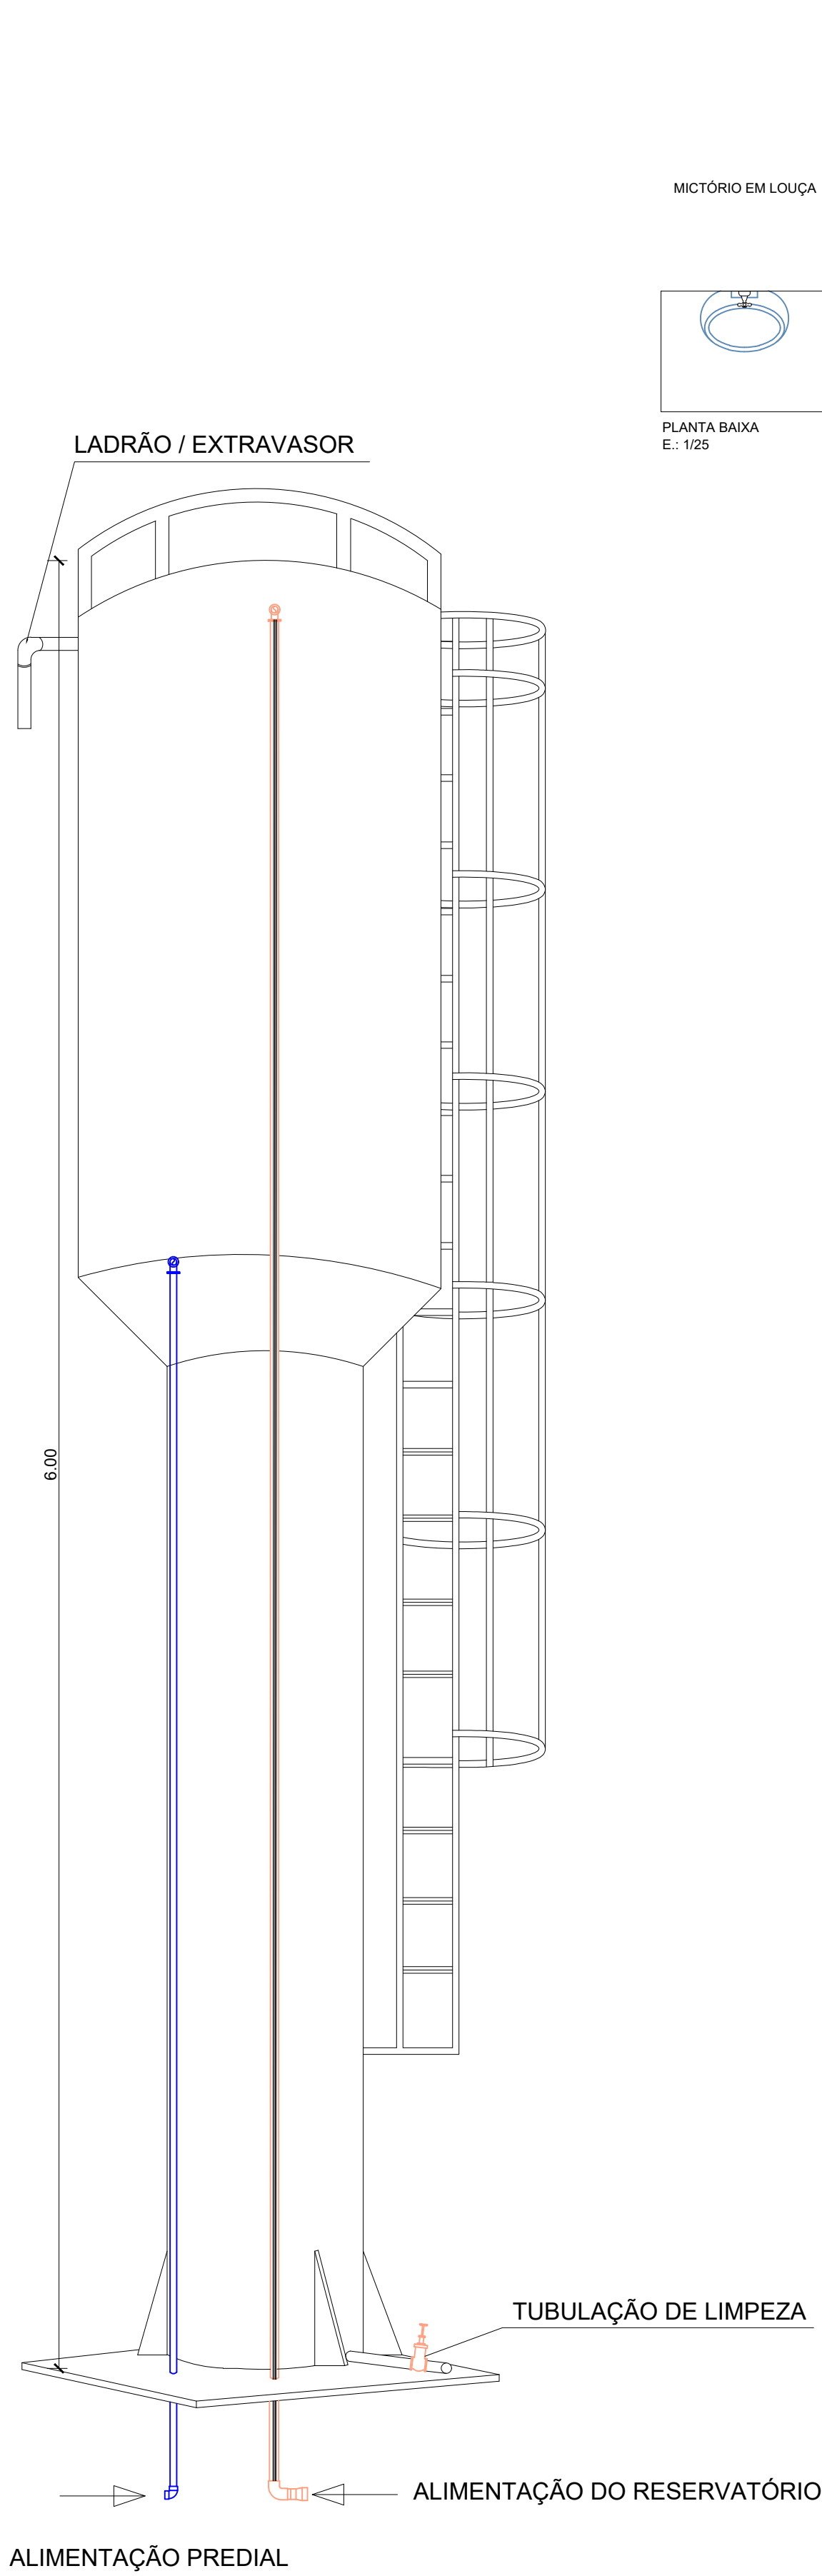 MICTÓRIO EM LOUÇA
PLANTA BAIXA
E.: 1/25
LADRÃO / EXTRAVASOR
6.00
TUBULAÇÃO DE LIMPEZA
ALIMENTAÇÃO DO RESERVATÓRIO
ALIMENTAÇÃO PREDIAL